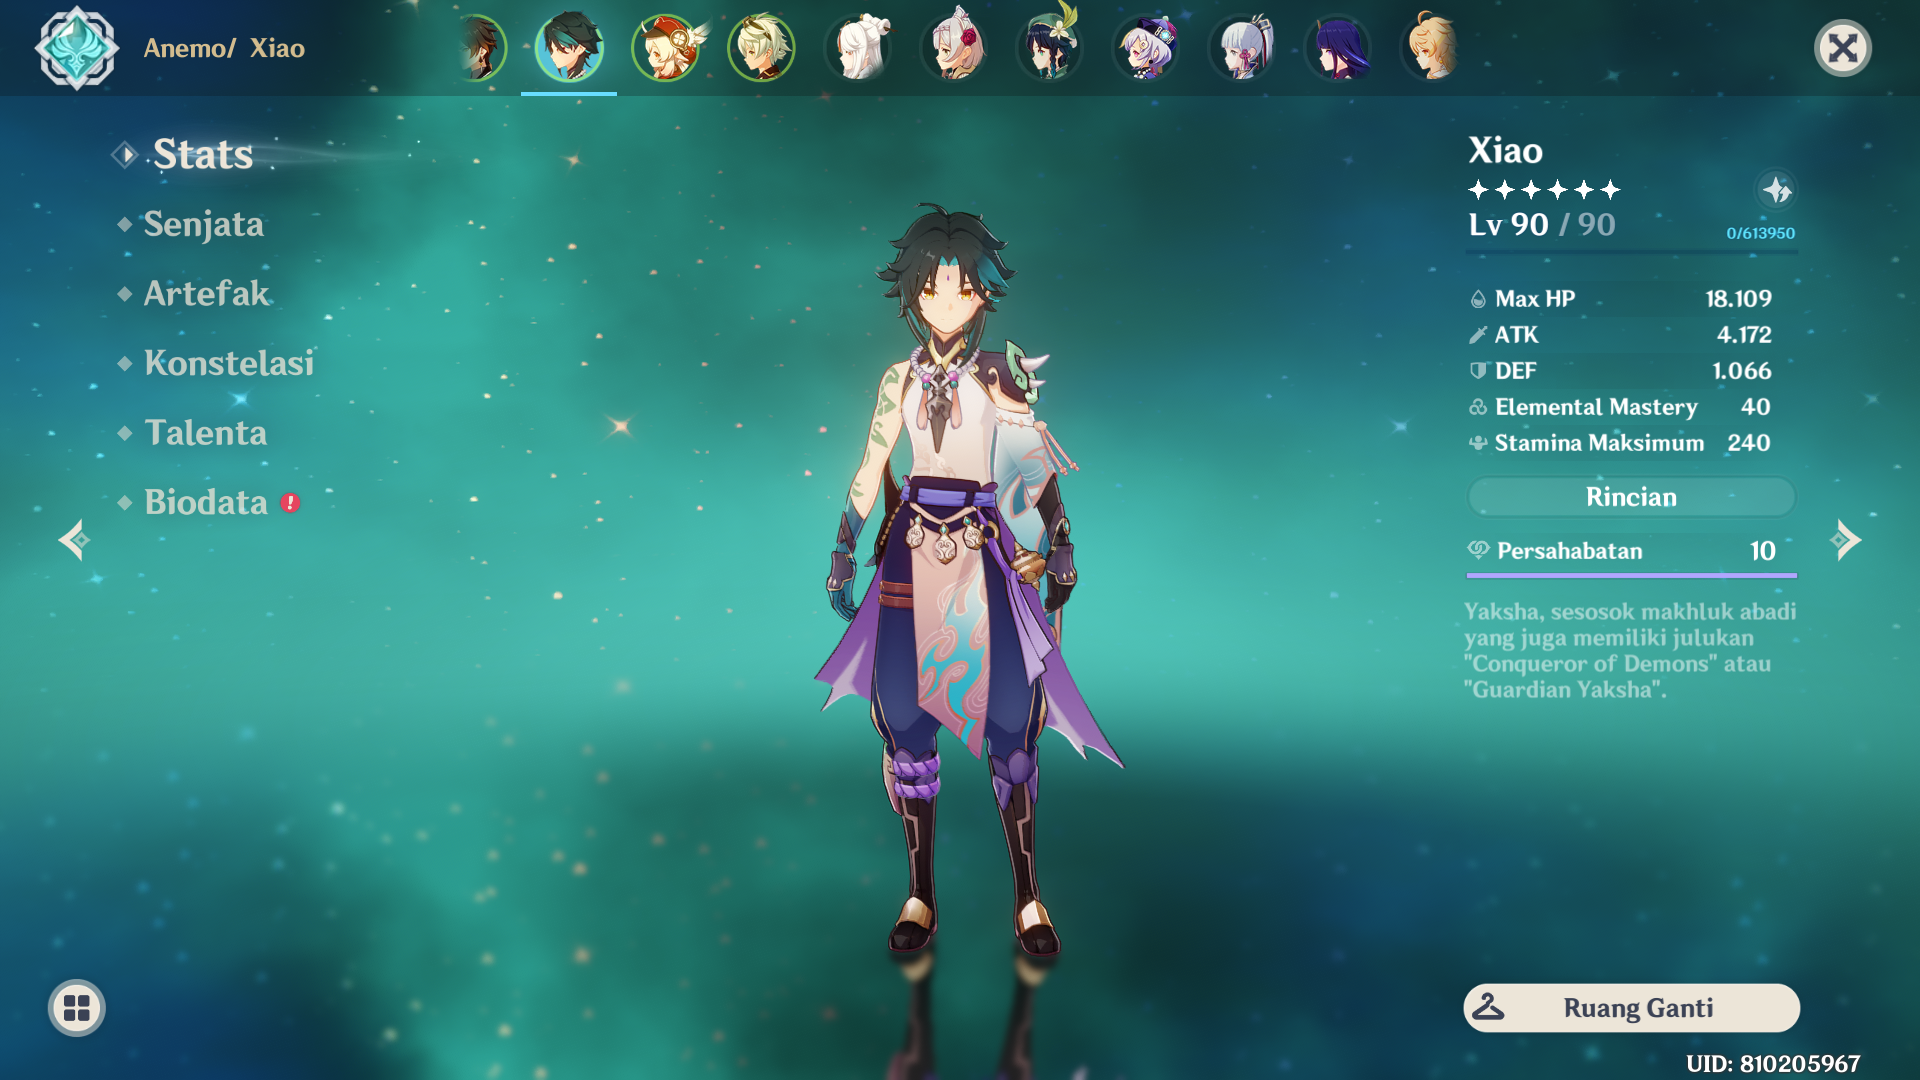 Anemo/ Xiao
Stats
Senjata
Artefak
Konstelasi
Talenta
Biodata
Xiao
Lv 90 / 90
0/613950
Max HP 18.109
ATK 4.172
DEF 1.066
Elemental Mastery 40
Stamina Maksimum 240
Rincian
Persahabatan 10
Yaksha, sesosok makhluk abadi
yang juga memiliki julukan
"Conqueror of Demons" atau
"Guardian Yaksha".
Ruang Ganti
UID: 810205967